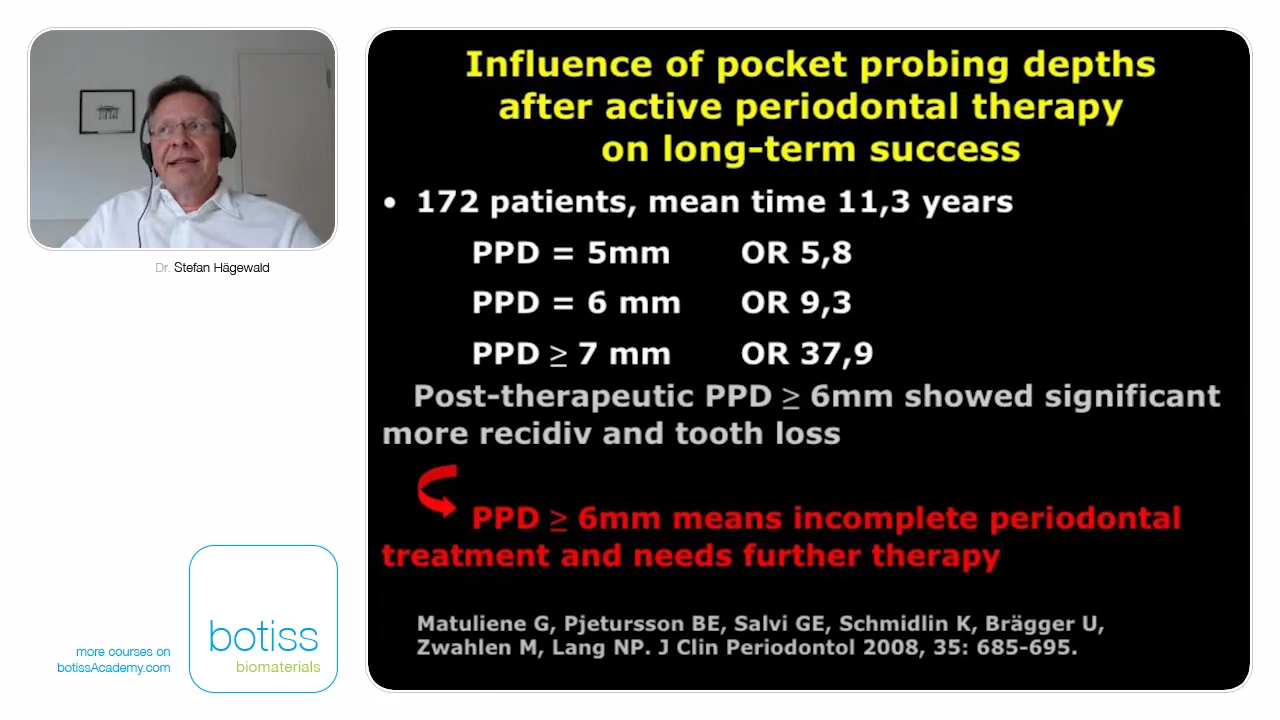 Dr. Stefan Hägewald
Influence of pocket probing depths
after active periodontal therapy
on long-term success
• 172 patients, mean time 11,3 years
PPD = 5mm OR 5,8
PPD = 6 mm OR 9,3
PPD ≥ 7 mm OR 37,9
Post-therapeutic PPD ≥ 6mm showed significant
more recidiv and tooth loss
PPD ≥ 6mm means incomplete periodontal
treatment and needs further therapy
Matuliene G, Pjetursson BE, Salvi GE, Schmidlin K, Brägger U,
Zwahlen M, Lang NP. J Clin Periodontol 2008, 35: 685-695.
more courses on
botissAcademy.com
botiss
biomaterials